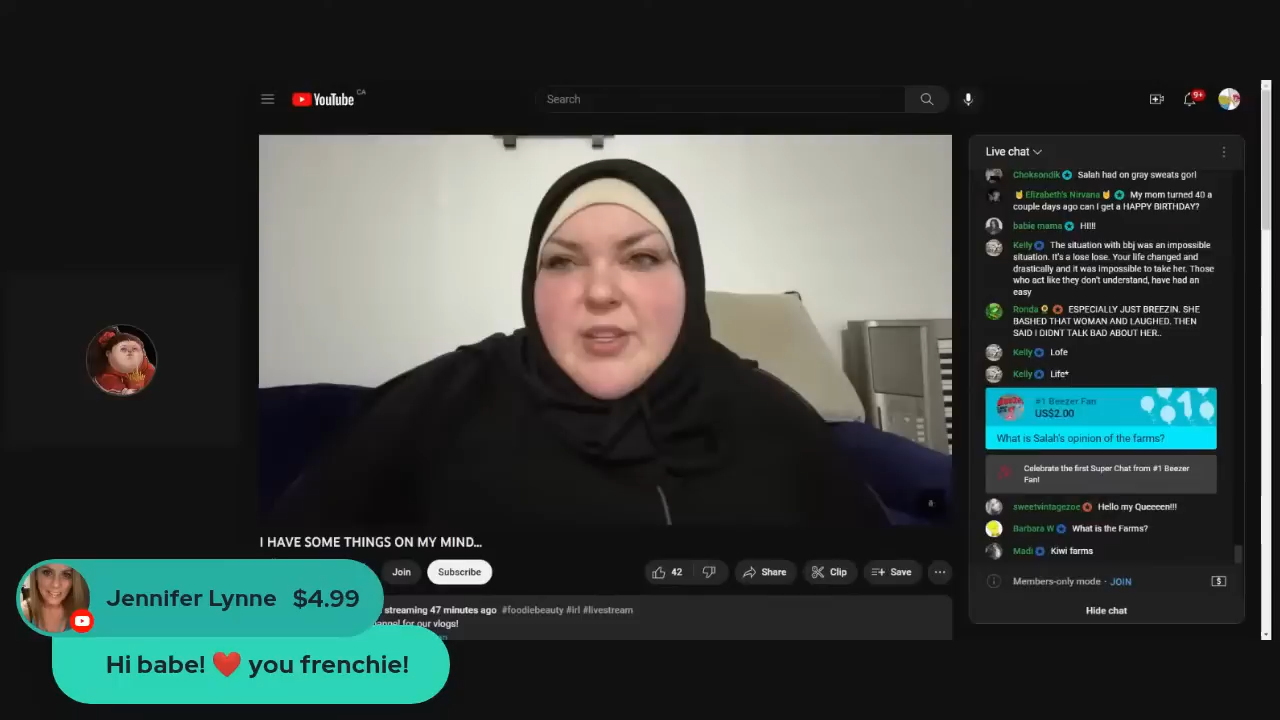 YouTube CA
Search
9+
Live chat
Choksondik Salah had on gray sweats gorl
Elizabeth's Nirvana My mom turned 40 a
couple days ago can I get a HAPPY BIRTHDAY?
babie mama HI!!!
Kelly The situation with bbj was an impossible
situation. It's a lose lose. Your life changed and
drastically and it was impossible to take her. Those
who act like they don't understand, have had an
easy
Ronda ESPECIALLY JUST BREEZIN. SHE
BASHED THAT WOMAN AND LAUGHED. THEN
SAID I DIDNT TALK BAD ABOUT HER..
Kelly Lofe
Kelly Life*
#1 Beezer Fan
US$2.00
What is Salah's opinion of the farms?
Celebrate the first Super Chat from #1 Beezer
Fan!
sweetvintagezoe Hello my Queeeen!!!
Barbara W What is the Farms?
Madi Kiwi farms
Members-only mode - JOIN
Hide chat
I HAVE SOME THINGS ON MY MIND...
Join
Subscribe
42
Share
Clip
Save
streaming 47 minutes ago #foodiebeauty #irl #livestream
for our vlogs!
Jennifer Lynne $4.99
Hi babe! ❤️ you frenchie!